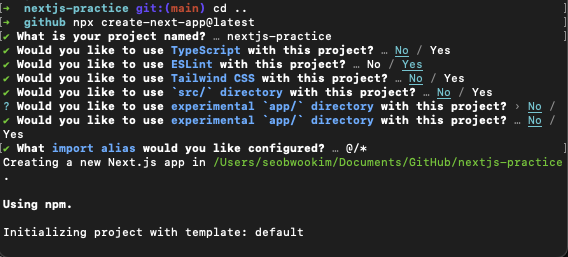 [➜  nextjs-practice git:(main) cd ..                                    ]
[➜  github npx create-next-app@latest
✔ What is your project named? … nextjs-practice
[✔ Would you like to use TypeScript with this project? … No / Yes        ]
[✔ Would you like to use ESLint with this project? … No / Yes            ]
[✔ Would you like to use Tailwind CSS with this project? … No / Yes      ]
[✔ Would you like to use `src/` directory with this project? … No / Yes  ]
? Would you like to use experimental `app/` directory with this project? › No /
[✔ Would you like to use experimental `app/` directory with this project? … No /
Yes
[✔ What import alias would you like configured? … @/*                    ]
Creating a new Next.js app in /Users/seobwookim/Documents/GitHub/nextjs-practice
.
Using npm.
Initializing project with template: default